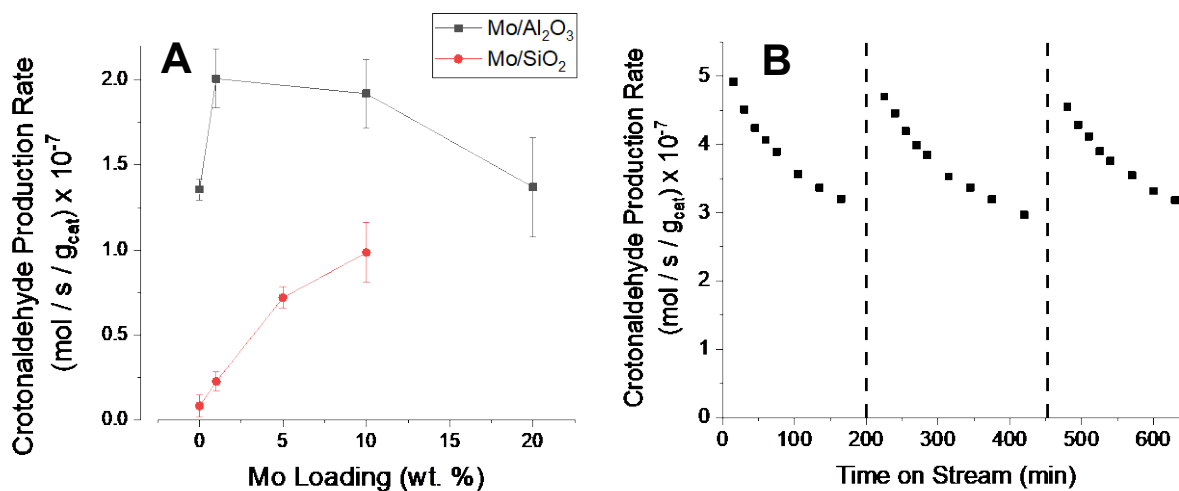 A
Mo/Al₂O₃
Mo/SiO₂
Crotonaldehyde Production Rate
(mol / s / g_cat) x 10⁻⁷
2.0
1.5
1.0
0.5
0.0
0 5 10 15 20
Mo Loading (wt. %)
B
Crotonaldehyde Production Rate
(mol / s / g_cat) x 10⁻⁷
5
4
3
2
1
0
0 100 200 300 400 500 600
Time on Stream (min)